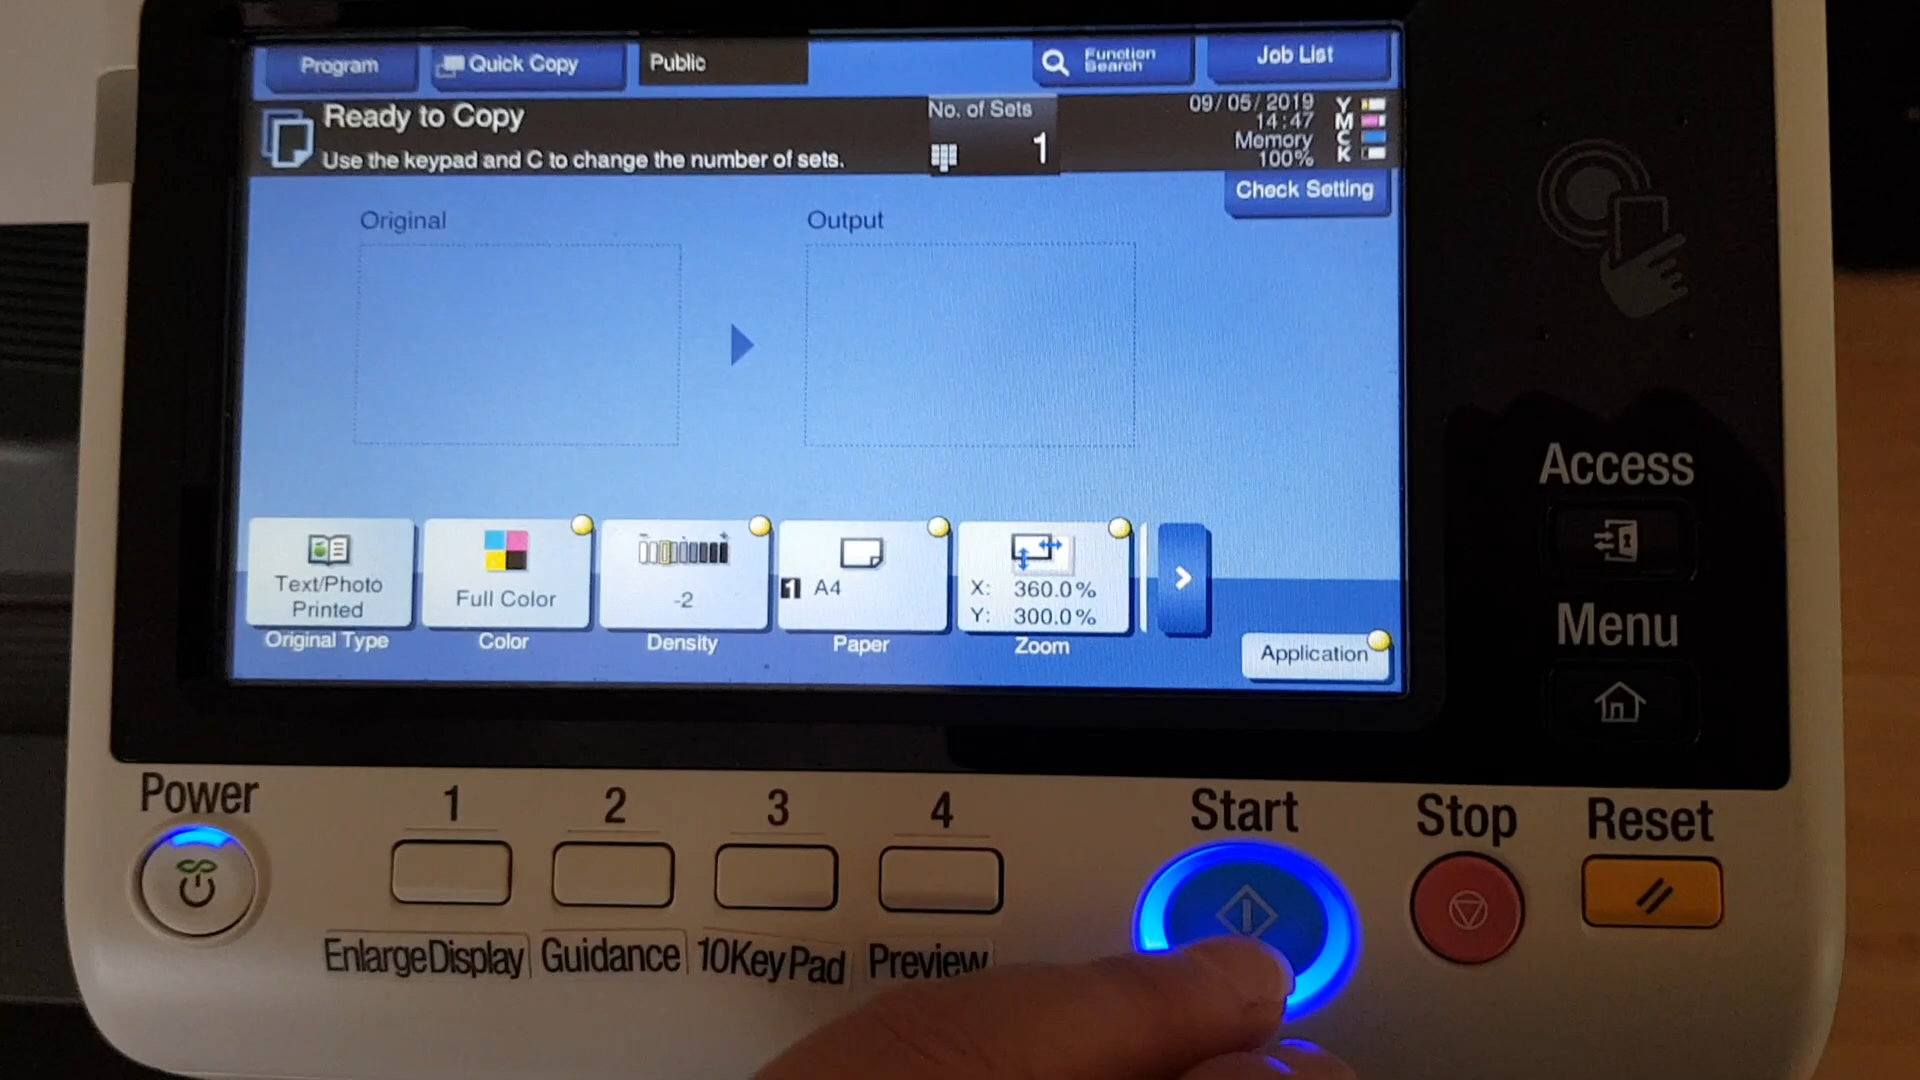 Program
Quick Copy
Public
Function Search
Job List
Ready to Copy
Use the keypad and C to change the number of sets.
No. of Sets
1
09/05/2019
14:47
Memory
100%
Y
M
C
K
Check Setting
Original
Output
Text/Photo
Printed
Original Type
Full Color
Color
-2
Density
1 A4
Paper
X: 360.0%
Y: 300.0%
Zoom
Application
Access
Menu
Power
1
2
3
4
Start
Stop
Reset
EnlargeDisplay
Guidance
10KeyPad
Preview